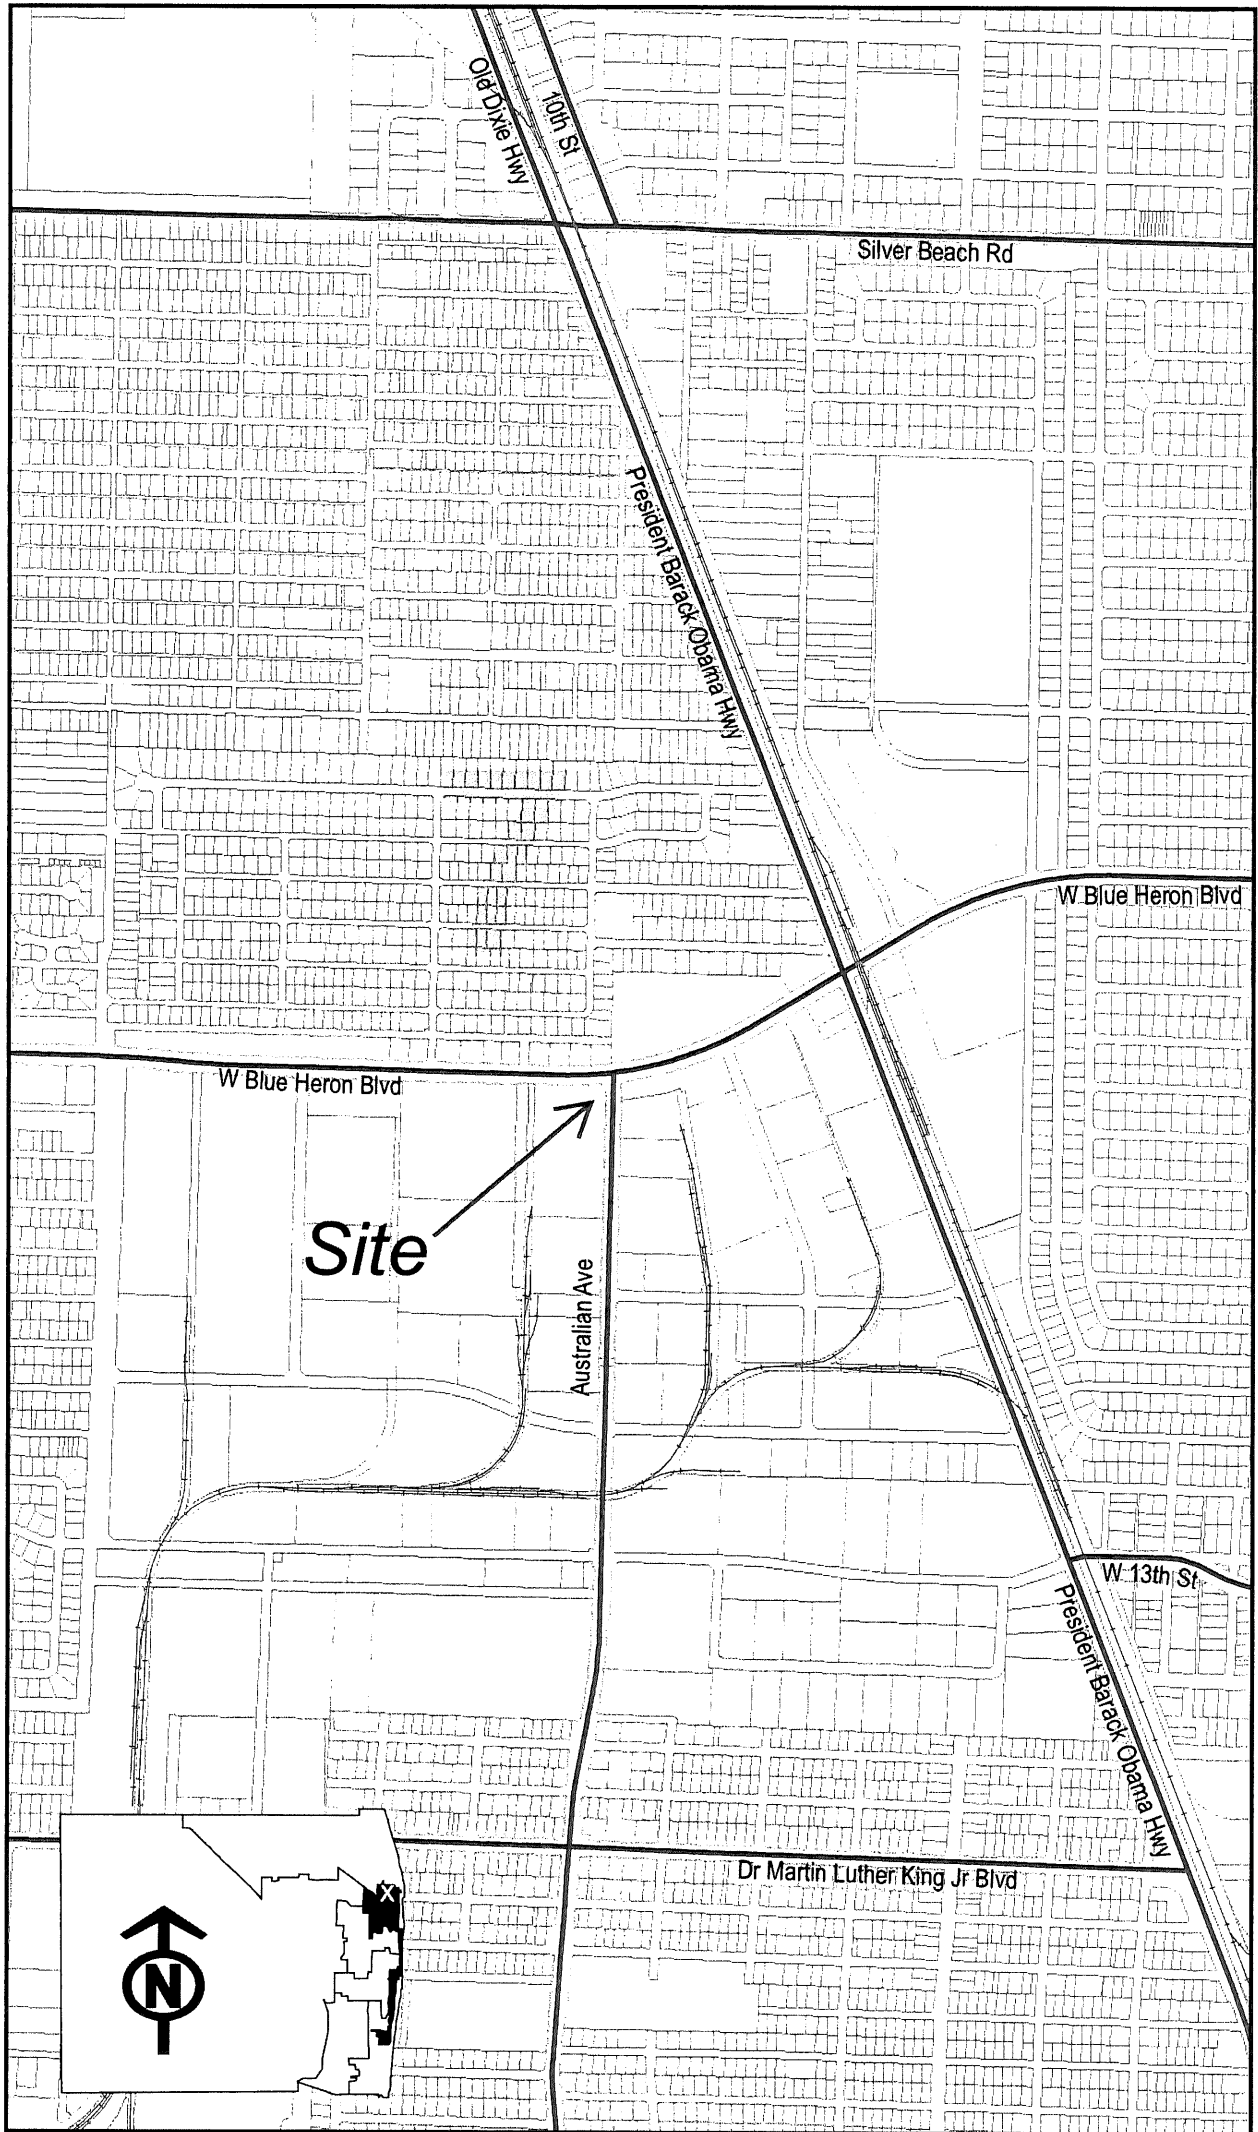 Old Dixie Hwy
10th St
Silver Beach Rd
President Barack Obama Hwy
W Blue Heron Blvd
W Blue Heron Blvd
Site
Australian Ave
W 13th St
President Barack Obama Hwy
Dr Martin Luther King Jr Blvd
X
N